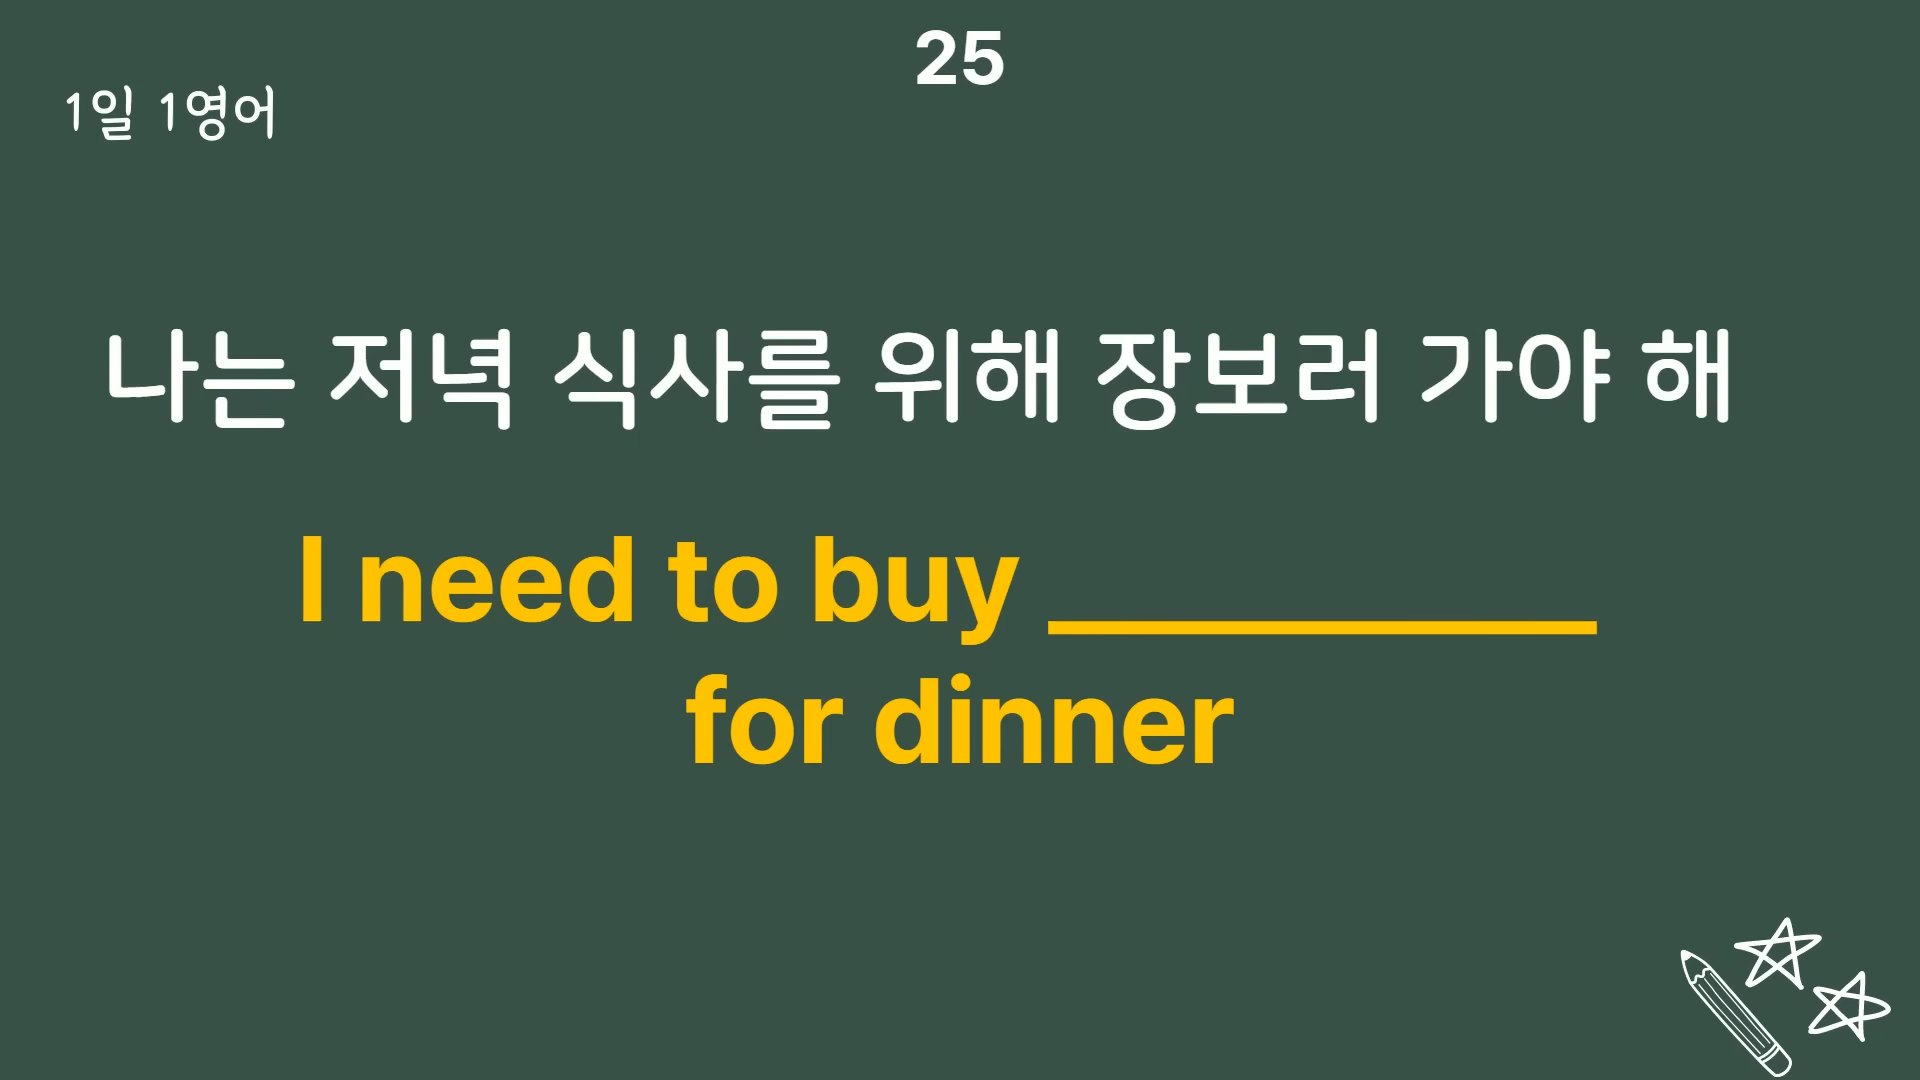 25
1일 1영어
나는 저녁 식사를 위해 장보러 가야 해
I need to buy ________
for dinner